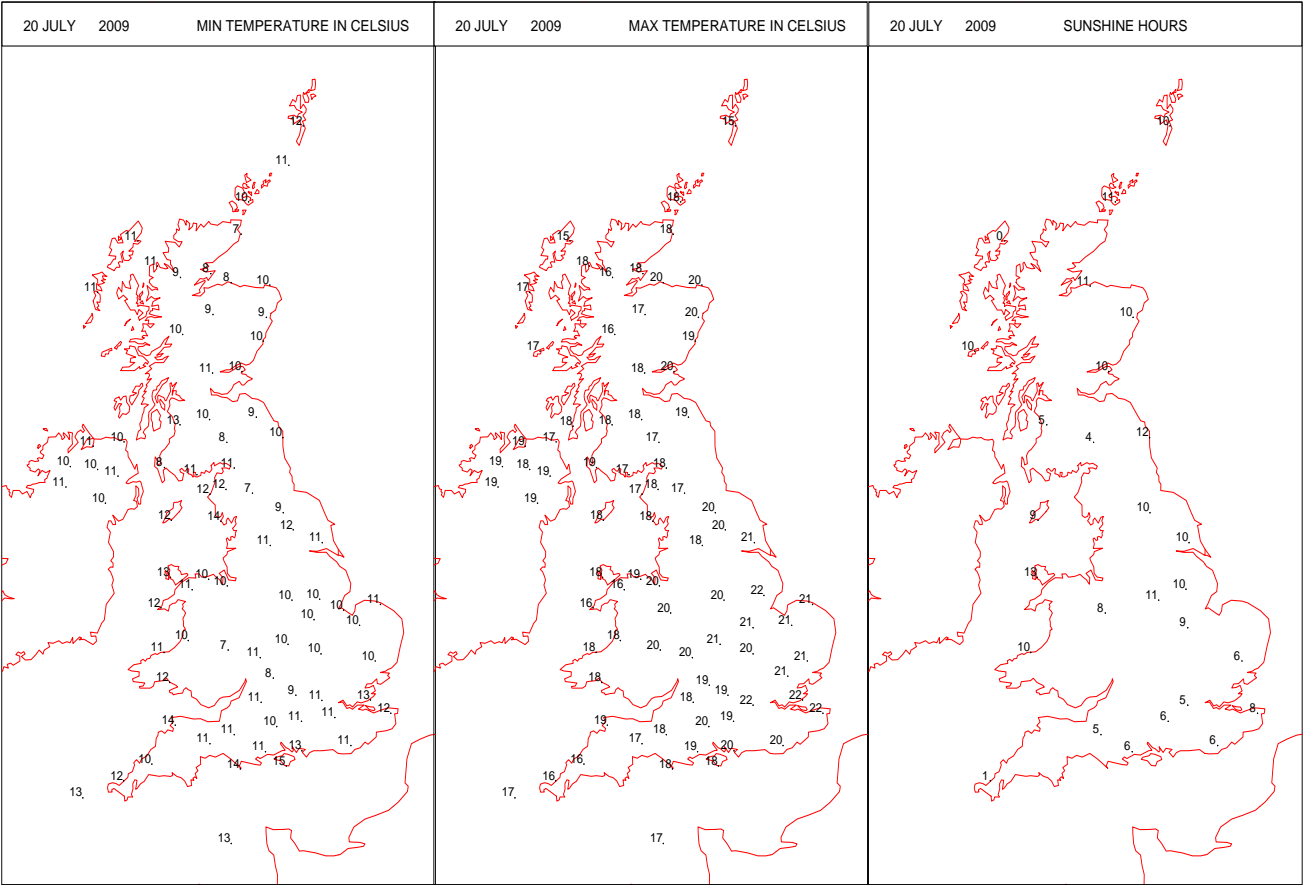 20 JULY 2009 MIN TEMPERATURE IN CELSIUS 20 JULY 2009 MAX TEMPERATURE IN CELSIUS 20 JULY 2009 SUNSHINE HOURS
12. 15. 10.
11.
10. 18. 11.
7. 18.
11. 15. 0.
11. 18.
9. 8. 16. 18.
8. 10. 20. 20. 11.
11. 17.
9. 9. 17. 20. 10.
10. 10. 16. 19.
17. 10.
11. 10. 18. 20. 10.
10. 9. 18. 19.
13. 18. 18. 5.
11. 10. 8. 10. 19. 17. 17. 4. 12.
10. 10. 8. 11. 19. 18. 19. 18.
11. 11. 19. 17.
11. 12. 12. 7. 19. 17. 18. 17.
10. 19.
9. 20. 10.
12. 14. 18. 18. 9.
12. 20.
11. 11. 18. 21. 10.
13. 10. 18. 19. 13.
11. 10. 16. 20. 10.
10. 10. 20. 22. 11.
12. 10. 11. 16. 21. 8.
10. 10. 20. 21. 21. 9.
10. 10. 18. 21.
11. 7. 10. 18. 20. 20. 10.
11. 10. 20. 21. 6.
12. 8. 18. 19. 21.
11. 9. 11. 13. 18. 19. 22. 22. 5.
12. 22. 8.
14. 10. 11. 11. 19. 20. 19. 6.
11. 11. 17. 18. 5.
11. 13. 11. 19. 20. 20. 6. 6.
10. 14. 15. 16. 18. 18.
12. 16. 1.
13. 17.
13. 17.